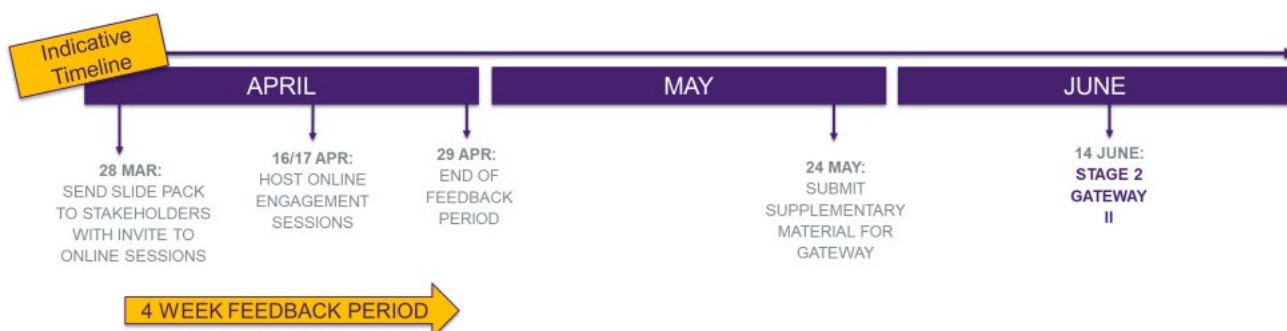 Indicative
Timeline
APRIL
MAY
JUNE
28 MAR:
SEND SLIDE PACK
TO STAKEHOLDERS
WITH INVITE TO
ONLINE SESSIONS
16/17 APR:
HOST ONLINE
ENGAGEMENT
SESSIONS
29 APR:
END OF
FEEDBACK
PERIOD
24 MAY:
SUBMIT
SUPPLEMENTARY
MATERIAL FOR
GATEWAY
14 JUNE:
STAGE 2
GATEWAY
II
4 WEEK FEEDBACK PERIOD